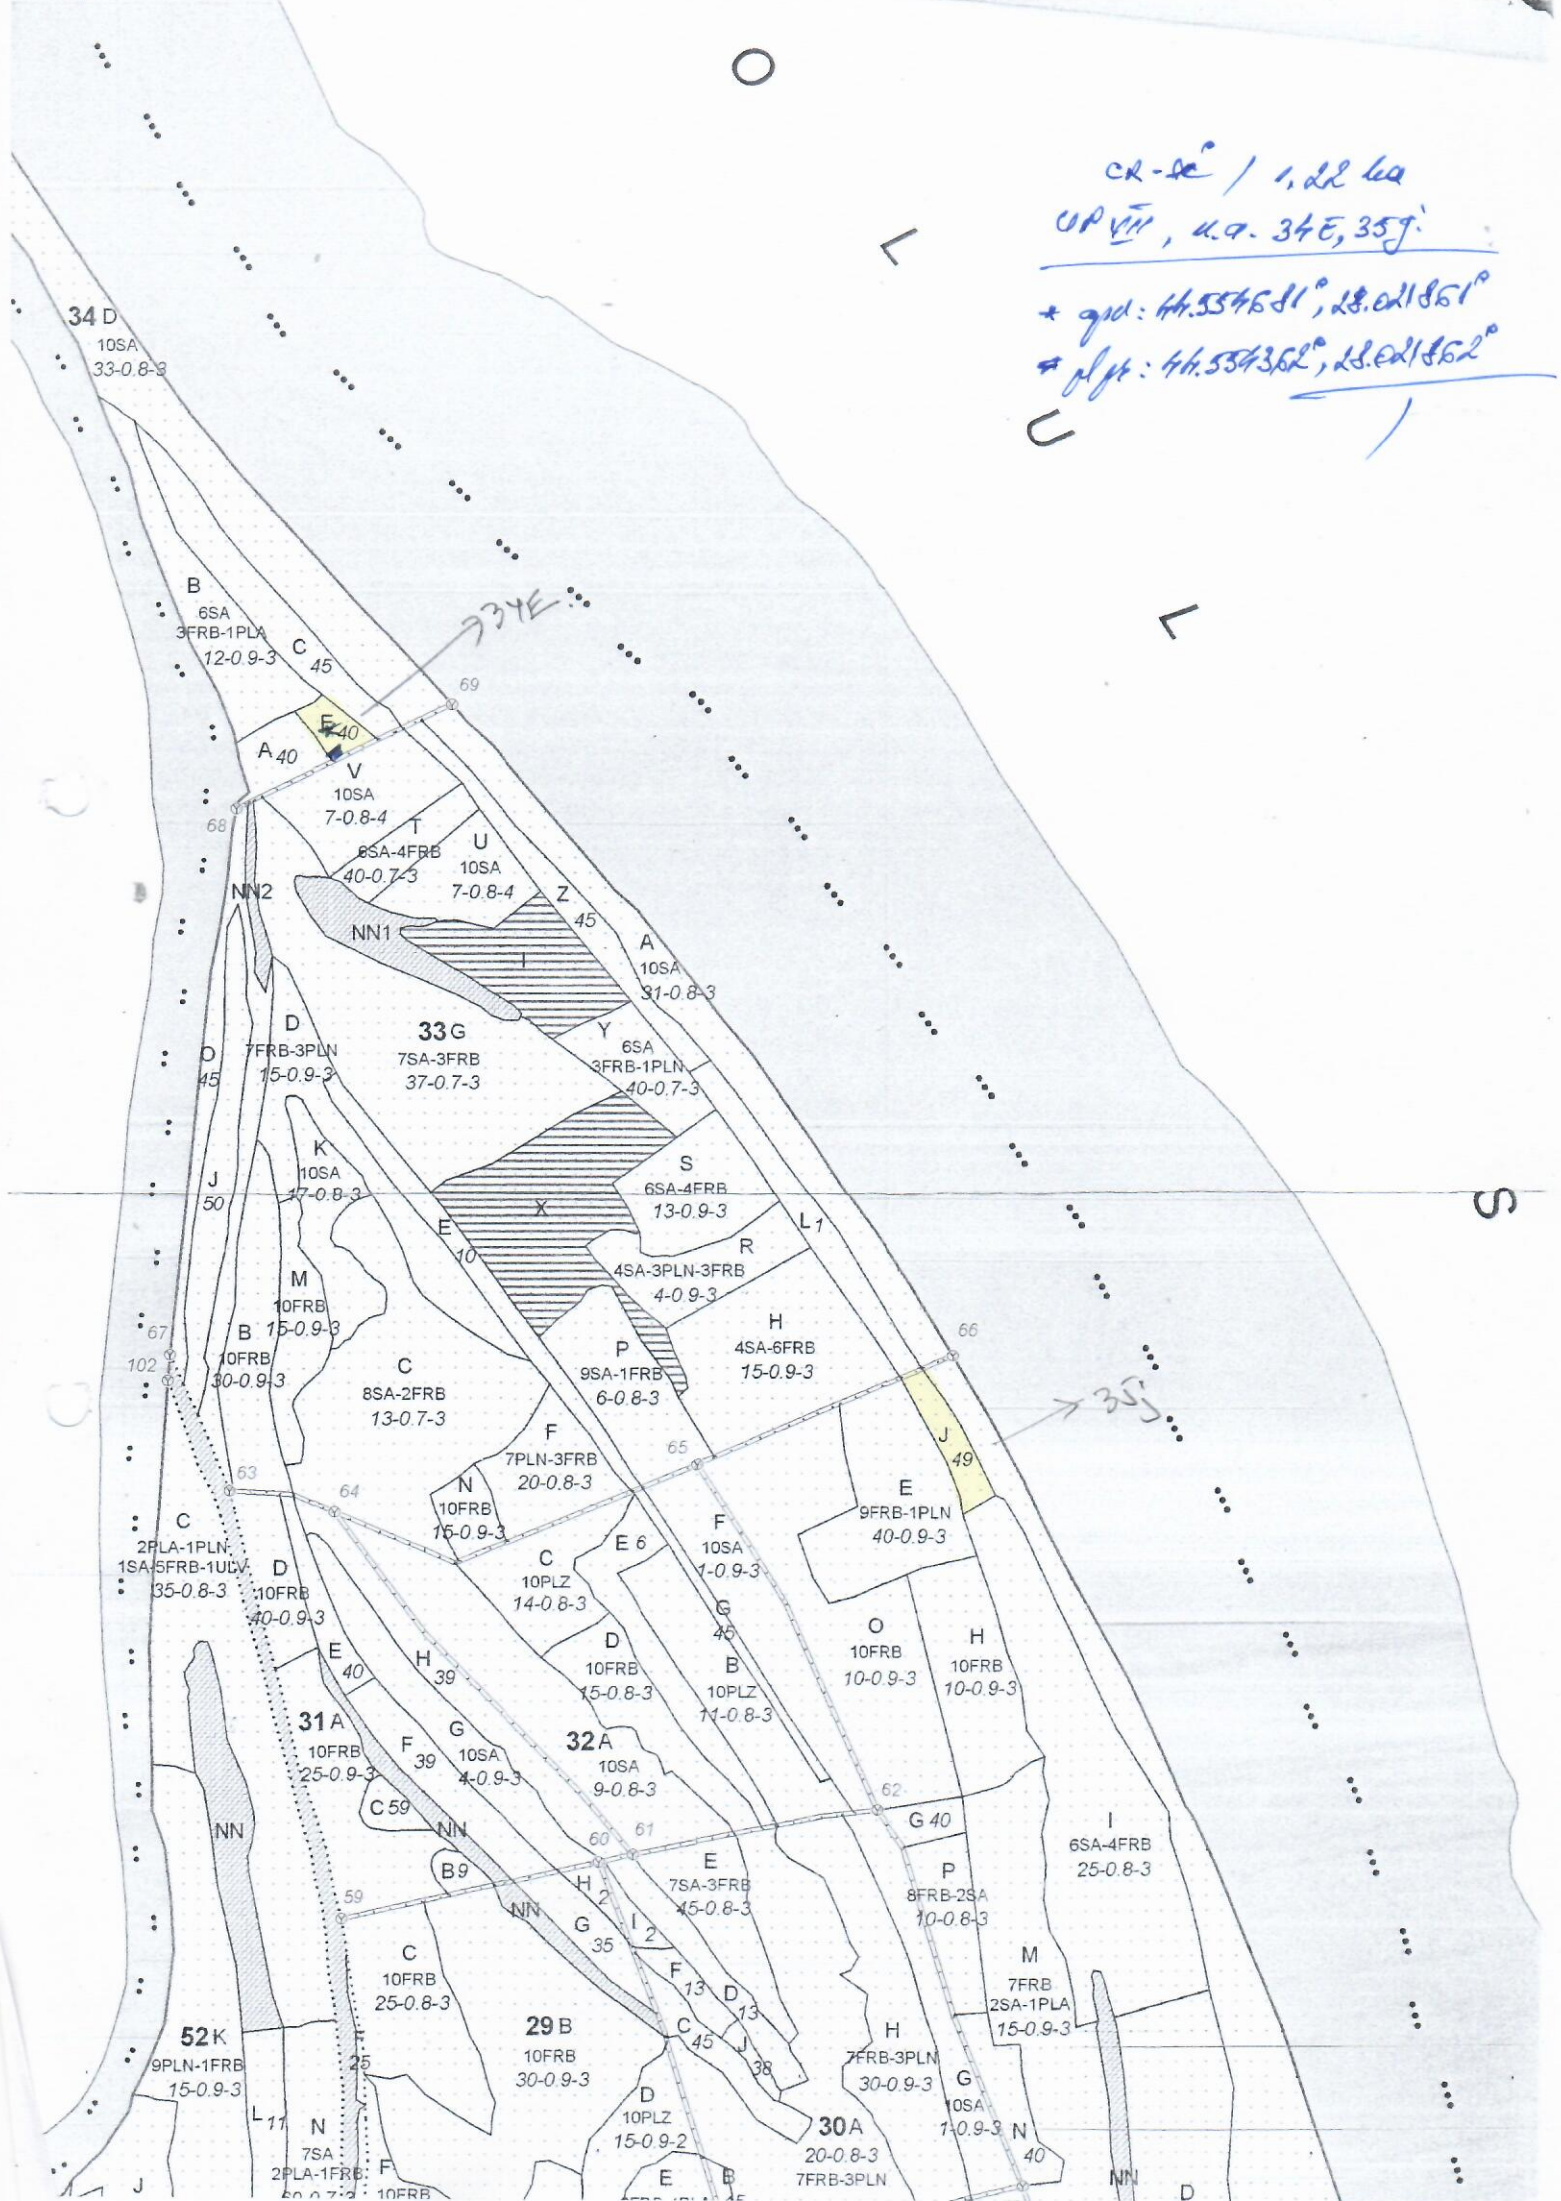 O
L
U
L
S
CR-
/ 1,22 ha
UP VII, u.a. 34E, 35j.
44.554681°, 28.021861°
44.554362°, 28.021862°
34 D
10SA
33-0.8-3
B
6SA
3FRB-1PLA
12-0.9-3
C 45
34E
69
E 40
A 40
V
10SA
7-0.8-4
68
T
6SA-4FRB
40-0.7-3
U
10SA
7-0.8-4
NN2
NN1
Z 45
I
A
10SA
31-0.8-3
O 45
D
7FRB-3PLN
15-0.9-3
33 G
7SA-3FRB
37-0.7-3
Y
6SA
3FRB-1PLN
40-0.7-3
K
10SA
17-0.8-3
J 50
S
6SA-4FRB
13-0.9-3
X
E 10
L 1
R
4SA-3PLN-3FRB
4-0.9-3
M
10FRB
15-0.9-3
H
4SA-6FRB
15-0.9-3
67
102
B
10FRB
30-0.9-3
C
8SA-2FRB
13-0.7-3
P
9SA-1FRB
6-0.8-3
66
35j
J 49
F
7PLN-3FRB
20-0.8-3
65
63
64
N
10FRB
15-0.9-3
E
9FRB-1PLN
40-0.9-3
C
2PLA-1PLN
1SA-5FRB-1ULV
35-0.8-3
D
10FRB
40-0.9-3
C
10PLZ
14-0.8-3
E 6
F
10SA
1-0.9-3
G 45
O
10FRB
10-0.9-3
H
10FRB
10-0.9-3
E 40
H 39
D
10FRB
15-0.8-3
B
10PLZ
11-0.8-3
31 A
10FRB
25-0.9-3
F 39
G
10SA
4-0.9-3
32 A
10SA
9-0.8-3
C 59
NN
NN
62
G 40
I
6SA-4FRB
25-0.8-3
B 9
60
61
E
7SA-3FRB
45-0.8-3
P
8FRB-2SA
10-0.8-3
59
H 2
NN
G 35
I 2
C
10FRB
25-0.8-3
F 13
D 13
M
7FRB
2SA-1PLA
15-0.9-3
52 K
9PLN-1FRB
15-0.9-3
F 25
29 B
10FRB
30-0.9-3
C 45
J 38
H
7FRB-3PLN
30-0.9-3
D
10PLZ
15-0.9-2
G
10SA
1-0.9-3
L 11
N
7SA
2PLA-1FRB
30 A
20-0.8-3
7FRB-3PLN
N 40
J
F
10FRB
E
B
NN
D